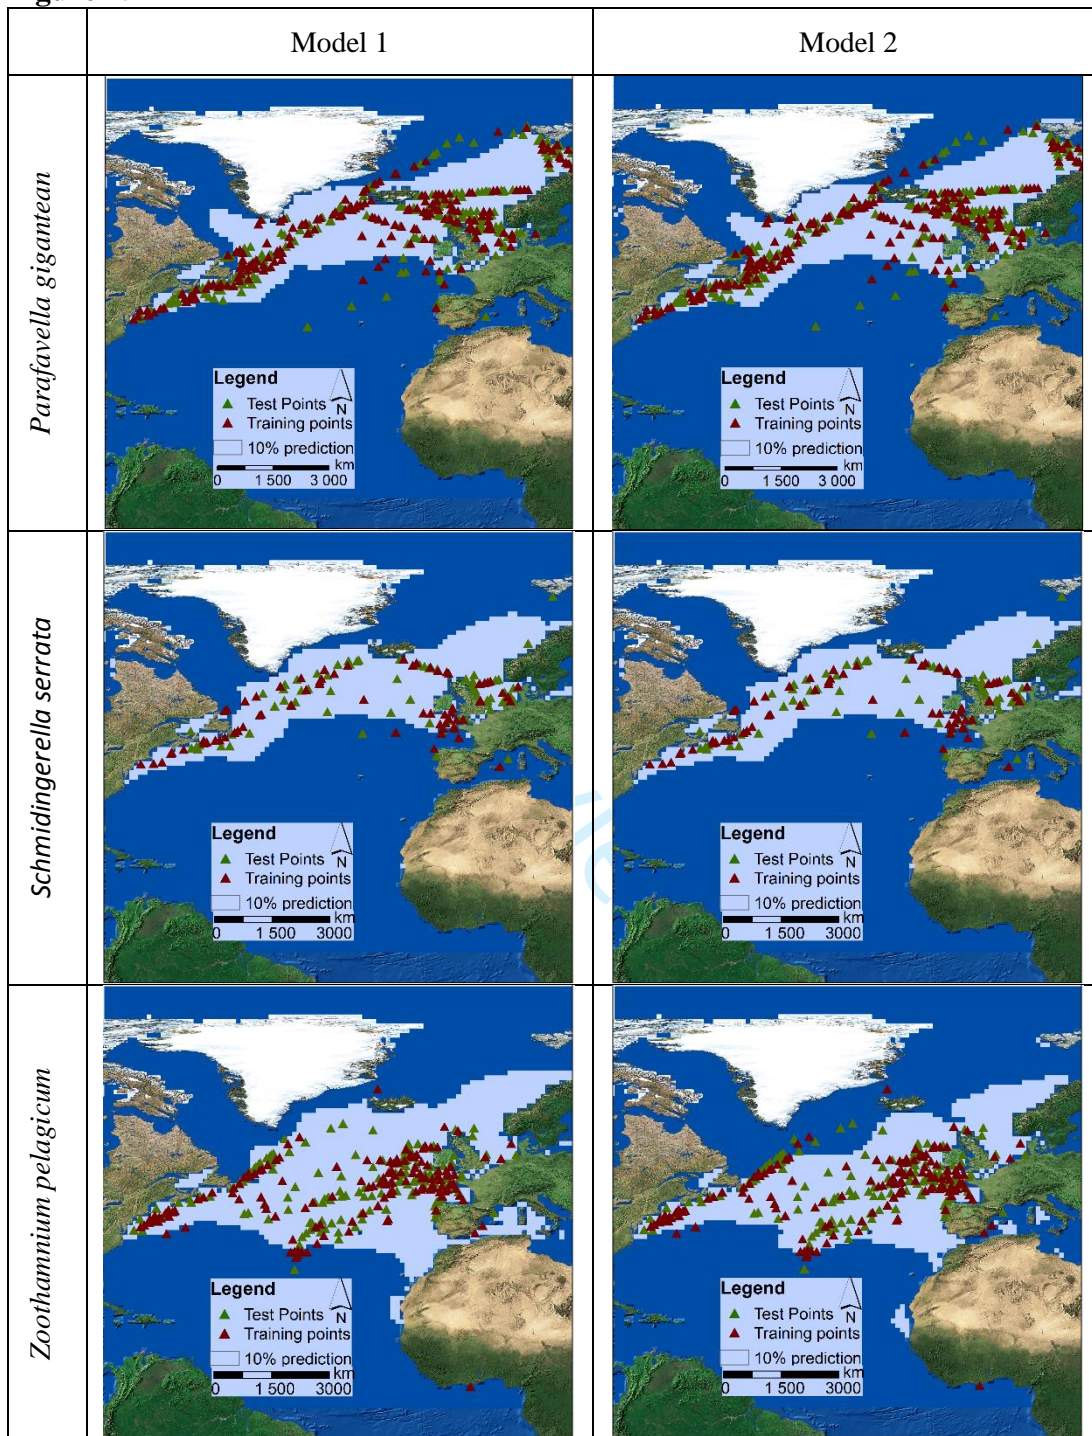 Model 1
Model 2
Parafavella gigantean
Legend
Test Points
Training points
N
10% prediction
km
0 1 500 3 000
Legend
Test Points
Training points
N
10% prediction
km
0 1 500 3 000
Schmidingerella serrata
Legend
Test Points
Training points
N
10% prediction
km
0 1 500 3000
Legend
Test Points
Training points
N
10% prediction
km
0 1 500 3000
Zoothamnium pelagicum
Legend
Test Points
Training points
N
10% prediction
km
0 1 500 3000
Legend
Test Points
Training points
N
10% prediction
km
0 1 500 3000